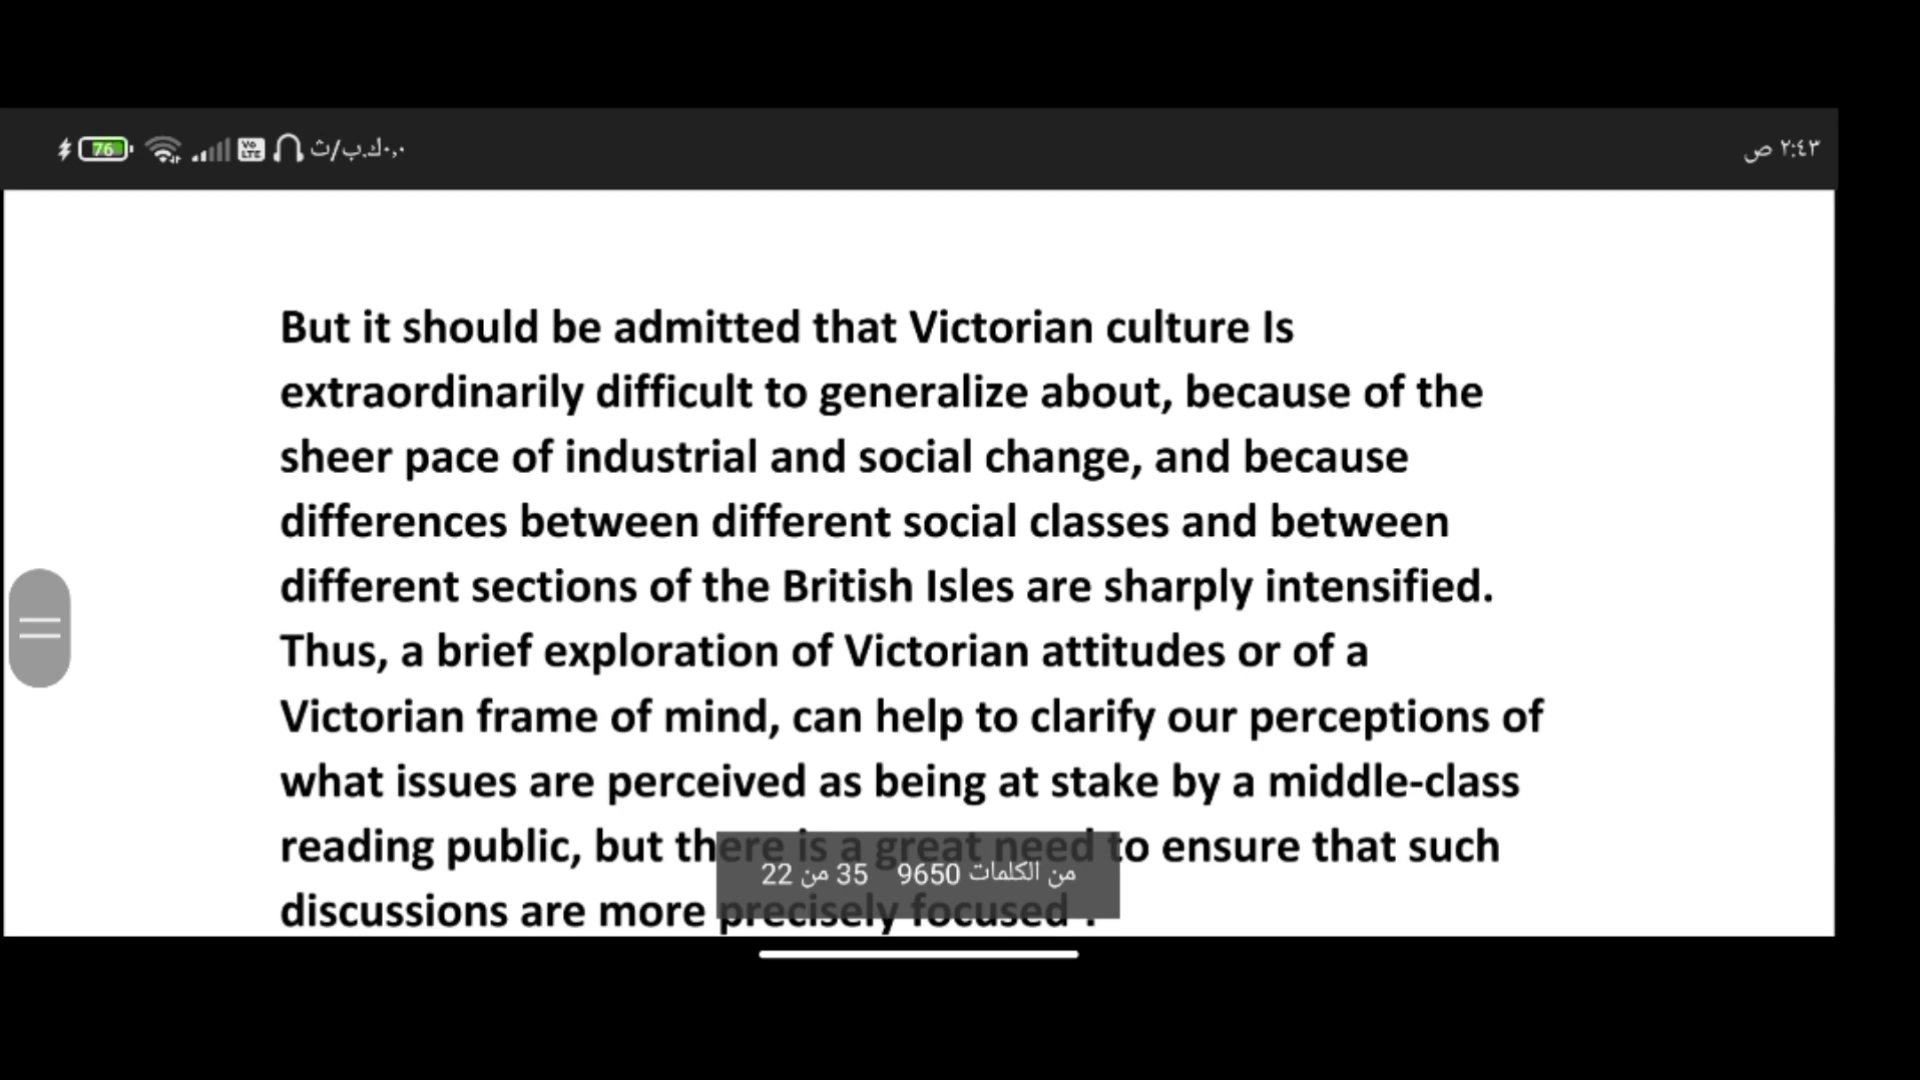 76 Vo LTE ٠,٠ك.ب/ث
٢:٤٣ ص
But it should be admitted that Victorian culture Is
extraordinarily difficult to generalize about, because of the
sheer pace of industrial and social change, and because
differences between different social classes and between
different sections of the British Isles are sharply intensified.
Thus, a brief exploration of Victorian attitudes or of a
Victorian frame of mind, can help to clarify our perceptions of
what issues are perceived as being at stake by a middle-class
reading public, but there is a great need to ensure that such
discussions are more precisely focused .
22 من 35 من الكلمات 9650